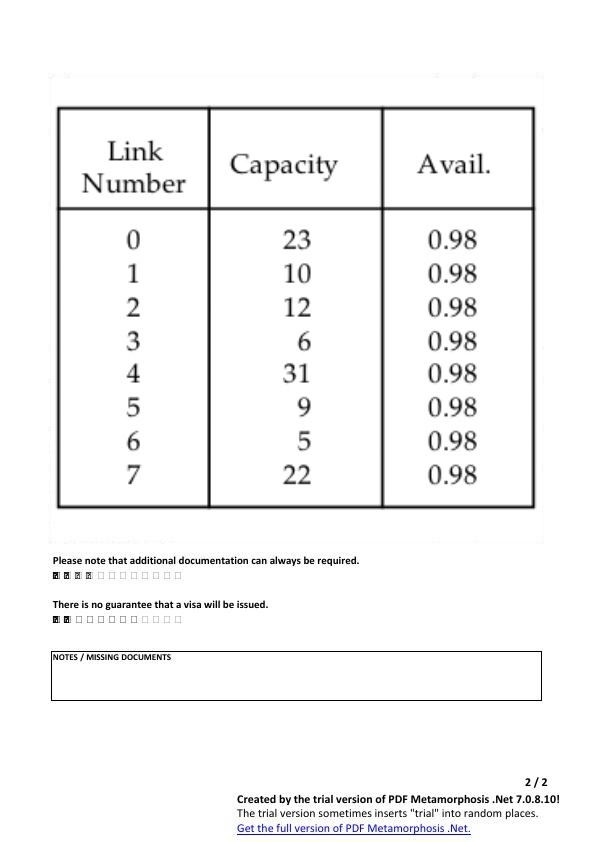 Link Number Capacity Avail.
0 23 0.98
1 10 0.98
2 12 0.98
3 6 0.98
4 31 0.98
5 9 0.98
6 5 0.98
7 22 0.98
Please note that additional documentation can always be required.
There is no guarantee that a visa will be issued.
NOTES / MISSING DOCUMENTS
2 / 2
Created by the trial version of PDF Metamorphosis .Net 7.0.8.10!
The trial version sometimes inserts "trial" into random places.
Get the full version of PDF Metamorphosis .Net.